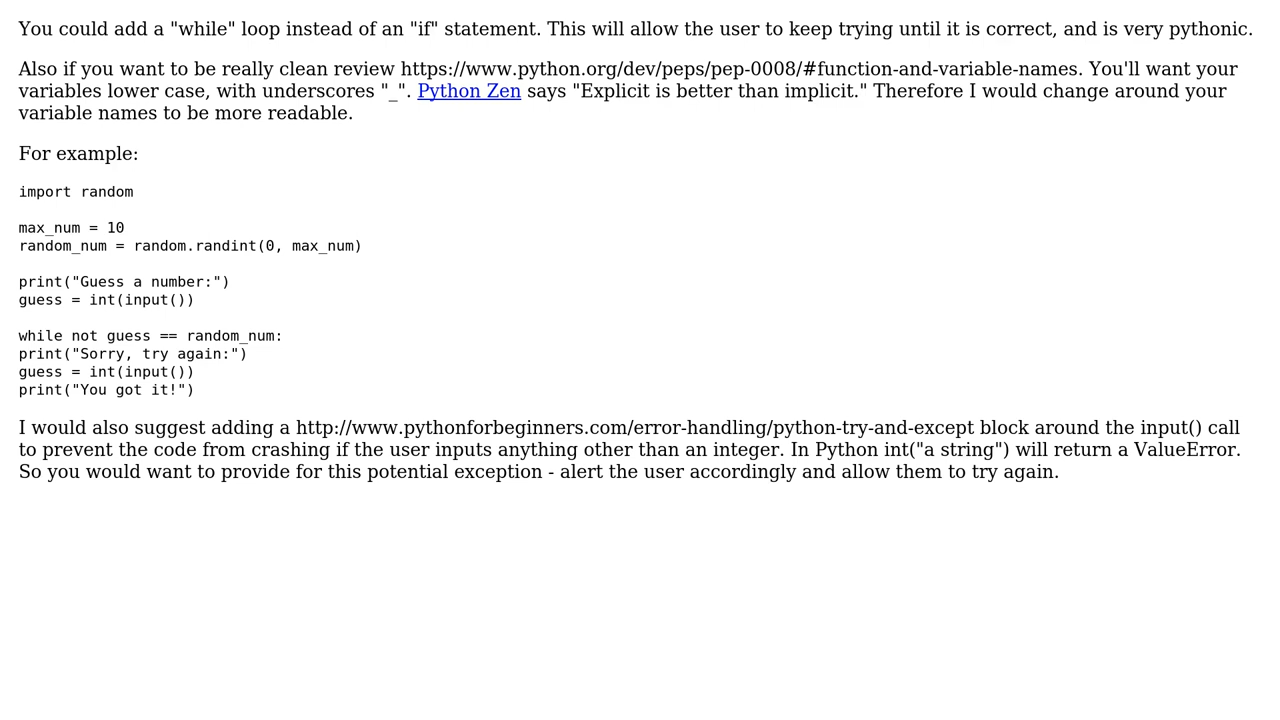 You could add a "while" loop instead of an "if" statement. This will allow the user to keep trying until it is correct, and is very pythonic.
Also if you want to be really clean review https://www.python.org/dev/peps/pep-0008/#function-and-variable-names. You'll want your
variables lower case, with underscores "_". Python Zen says "Explicit is better than implicit." Therefore I would change around your
variable names to be more readable.
For example:
import random
max_num = 10
random_num = random.randint(0, max_num)
print("Guess a number:")
guess = int(input())
while not guess == random_num:
print("Sorry, try again:")
guess = int(input())
print("You got it!")
I would also suggest adding a http://www.pythonforbeginners.com/error-handling/python-try-and-except block around the input() call
to prevent the code from crashing if the user inputs anything other than an integer. In Python int("a string") will return a ValueError.
So you would want to provide for this potential exception - alert the user accordingly and allow them to try again.